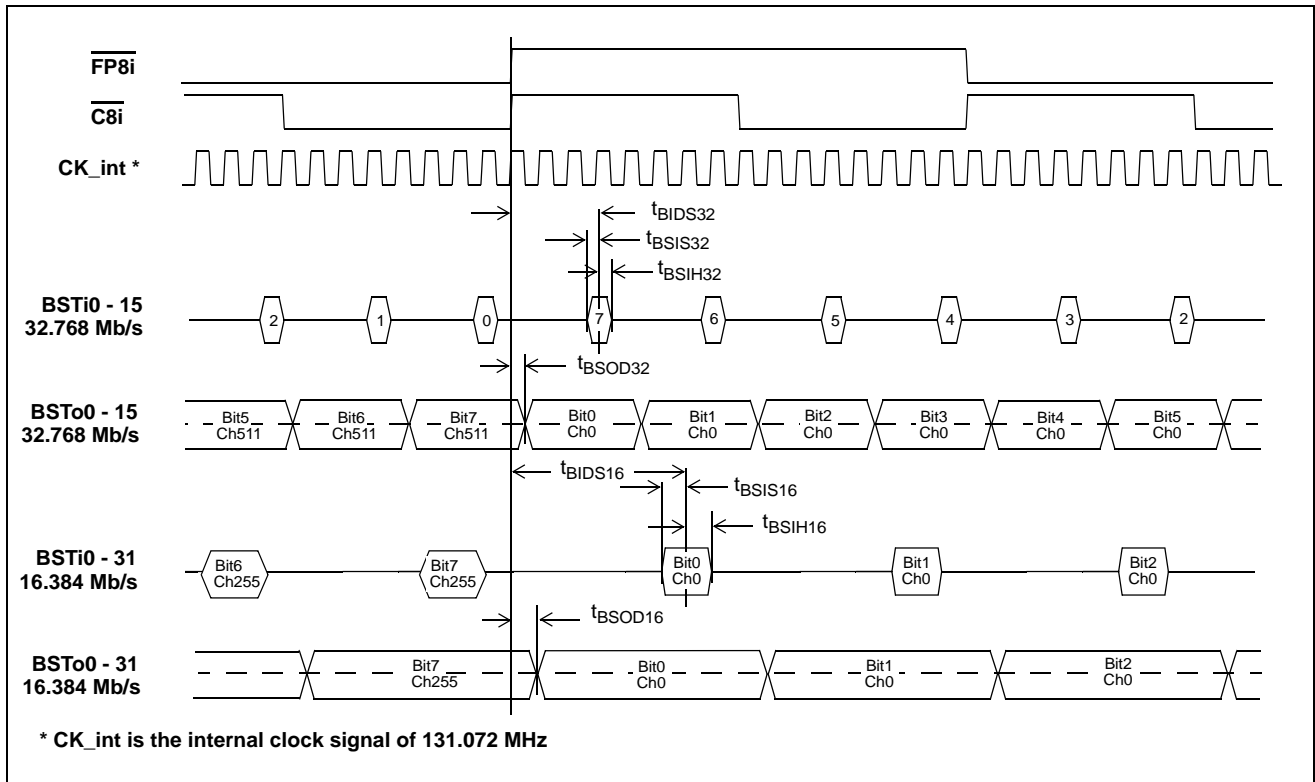 FP8i
C8i
CK_int *
tBIDS32
tBSIS32
tBSIH32
BSTi0 - 15
32.768 Mb/s
2 1 0 7 6 5 4 3 2
tBSOD32
BSTo0 - 15
32.768 Mb/s
Bit5 Bit6 Bit7 Bit0 Bit1 Bit2 Bit3 Bit4 Bit5
Ch511 Ch511 Ch511 Ch0 Ch0 Ch0 Ch0 Ch0 Ch0
tBIDS16
tBSIS16
tBSIH16
BSTi0 - 31
16.384 Mb/s
Bit6 Bit7 Bit0 Bit1 Bit2
Ch255 Ch255 Ch0 Ch0 Ch0
tBSOD16
BSTo0 - 31
16.384 Mb/s
Bit7 Bit0 Bit1 Bit2
Ch255 Ch0 Ch0 Ch0
* CK_int is the internal clock signal of 131.072 MHz